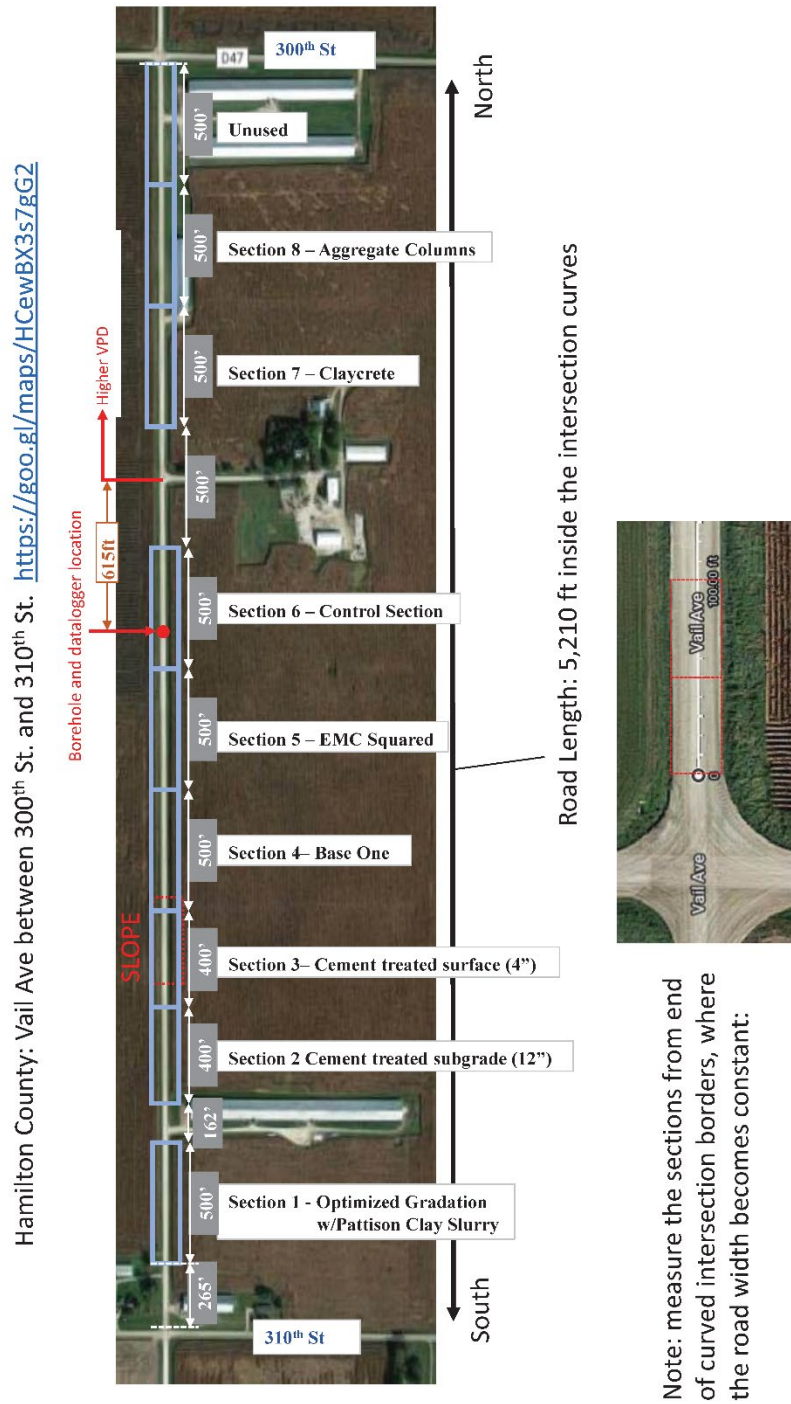 Hamilton County: Vail Ave between 300th St. and 310th St. https://goo.gl/maps/HCewBX3s7gG2
Borehole and datalogger location
Higher VPD
615ft
SLOPE
265'
500'
162'
400'
400'
500'
500'
500'
500'
500'
500'
500'
D47
310th St
Section 1 - Optimized Gradation
w/Pattison Clay Slurry
Section 2 Cement treated subgrade (12")
Section 3– Cement treated surface (4")
Section 4– Base One
Section 5 – EMC Squared
Section 6 – Control Section
Section 7 – Claycrete
Section 8 – Aggregate Columns
Unused
300th St
South
North
Road Length: 5,210 ft inside the intersection curves
Note: measure the sections from end
of curved intersection borders, where
the road width becomes constant:
Vail Ave
Vail Ave
0
100.00 ft